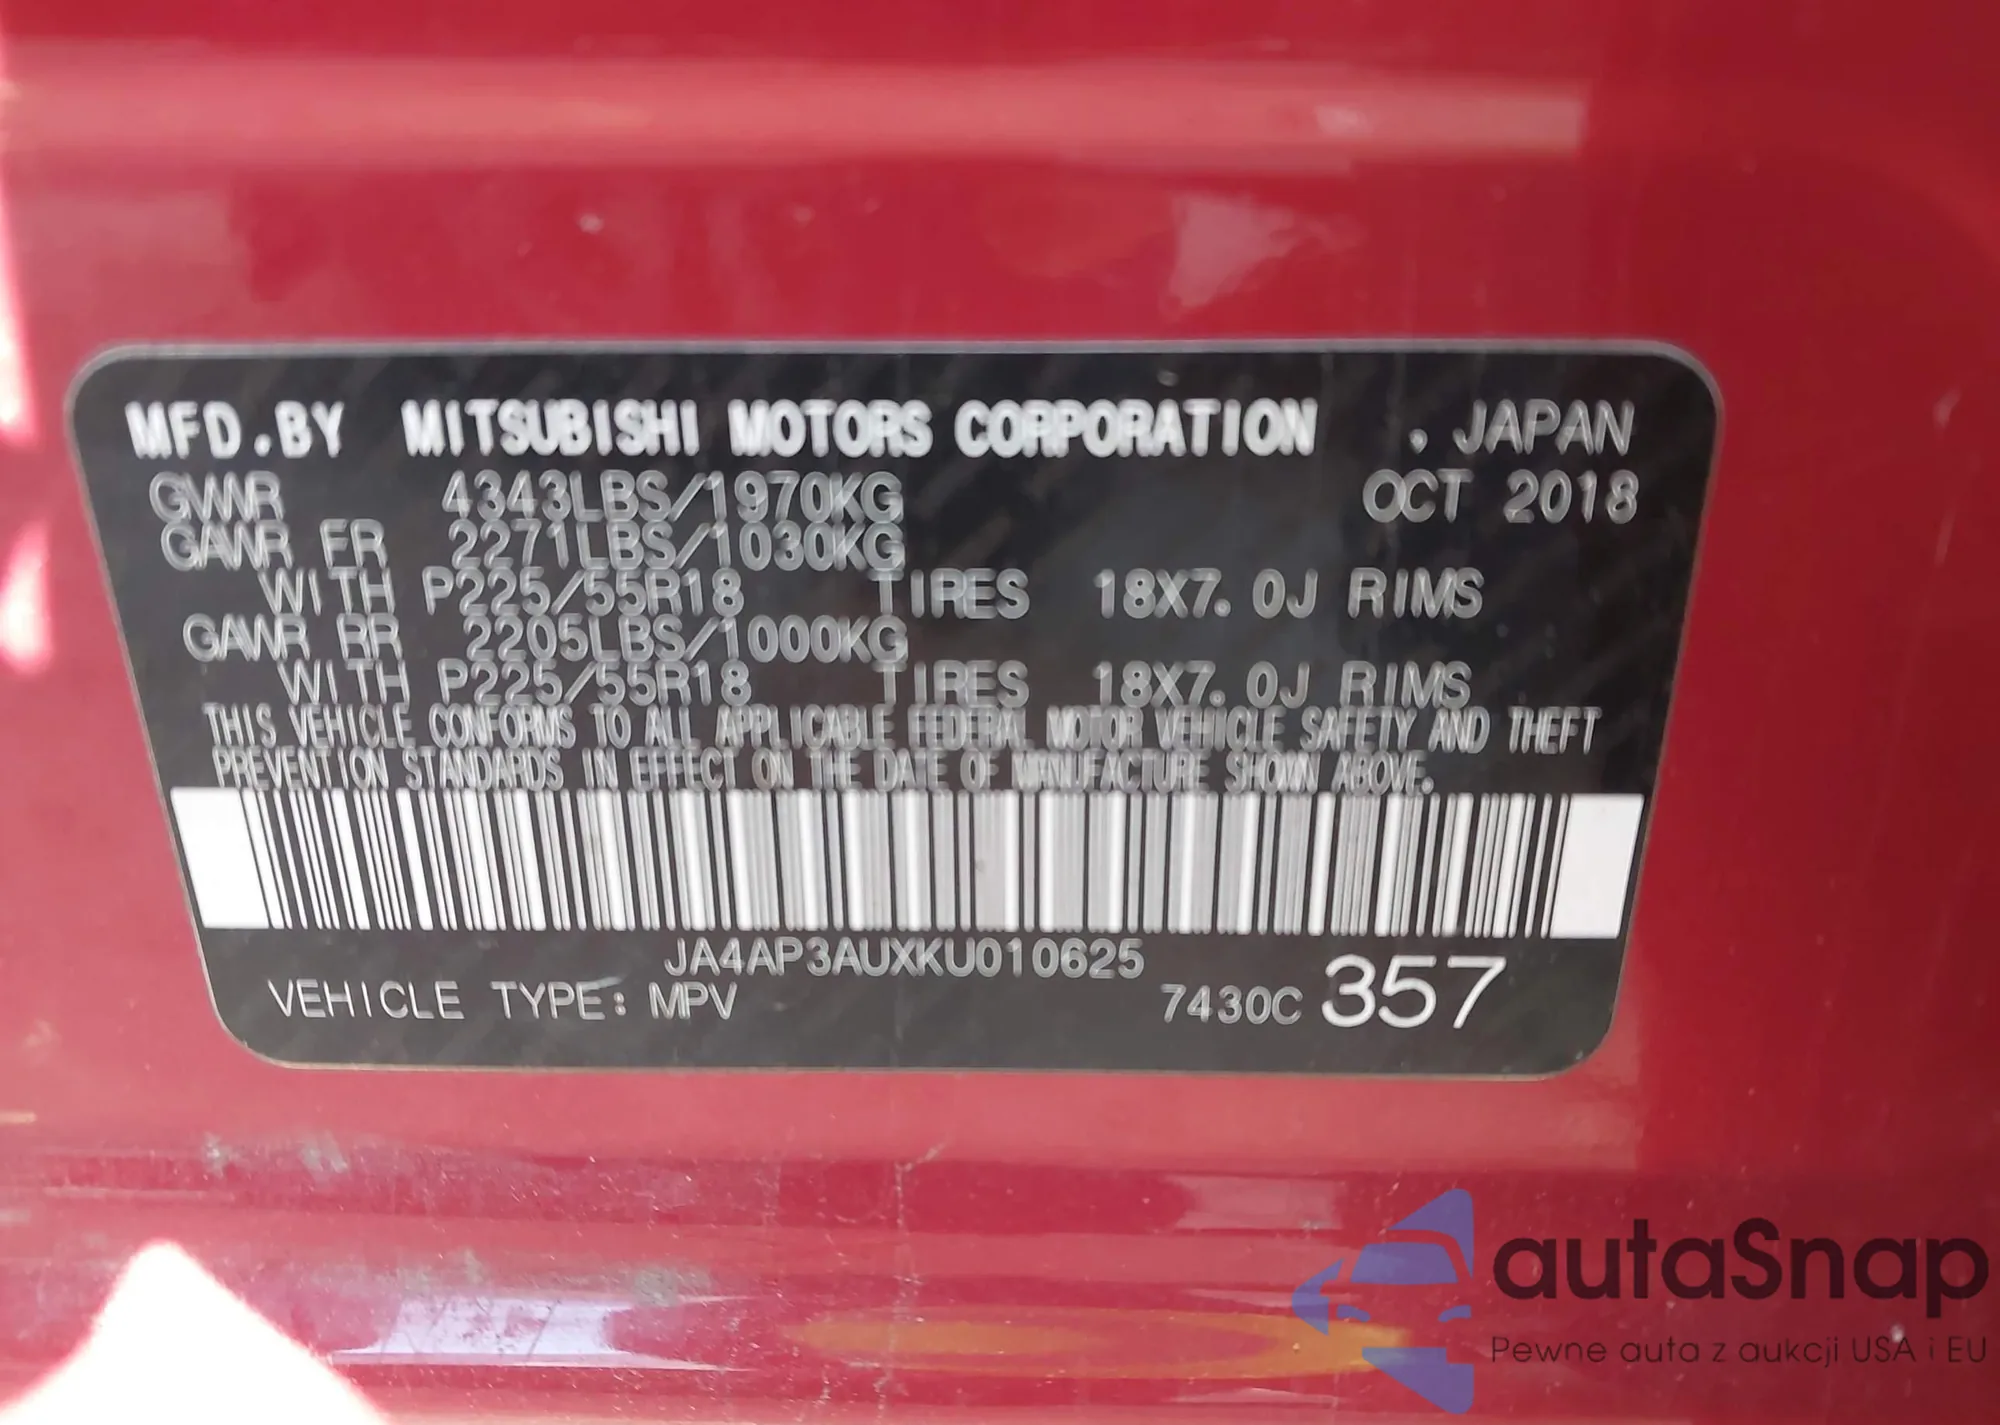 MFD.BY MITSUBISHI MOTORS CORPORATION . JAPAN
GVWR 4343LBS/1970KG OCT 2018
GAWR FR 2271LBS/1030KG
WITH P225/55R18 TIRES 18X7.0J RIMS
GAWR RR 2205LBS/1000KG
WITH P225/55R18 TIRES 18X7.0J RIMS
THIS VEHICLE CONFORMS TO ALL APPLICABLE FEDERAL MOTOR VEHICLE SAFETY AND THEFT
PREVENTION STANDARDS IN EFFECT ON THE DATE OF MANUFACTURE SHOWN ABOVE.
JA4AP3AUXKU010625
VEHICLE TYPE: MPV 7430C 357
autaSnap
Pewne auta z aukcji USA i EU